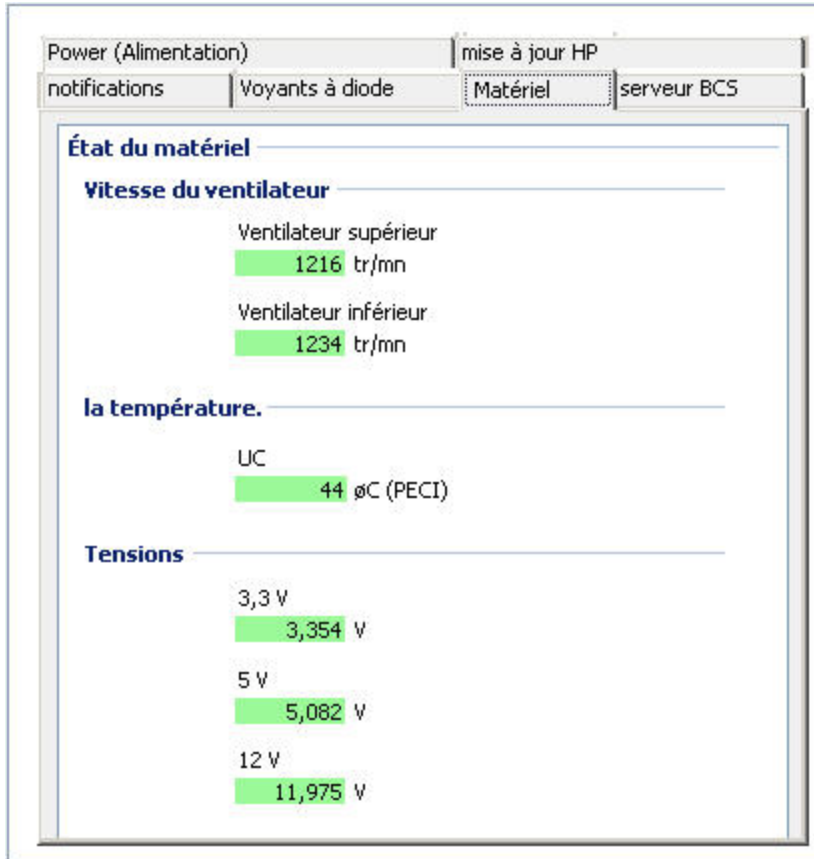 Power (Alimentation) mise à jour HP
notifications Voyants à diode Matériel serveur BCS
État du matériel
Vitesse du ventilateur
Ventilateur supérieur
1216 tr/mn
Ventilateur inférieur
1234 tr/mn
la température.
UC
44 øC (PECI)
Tensions
3,3 V
3,354 V
5 V
5,082 V
12 V
11,975 V